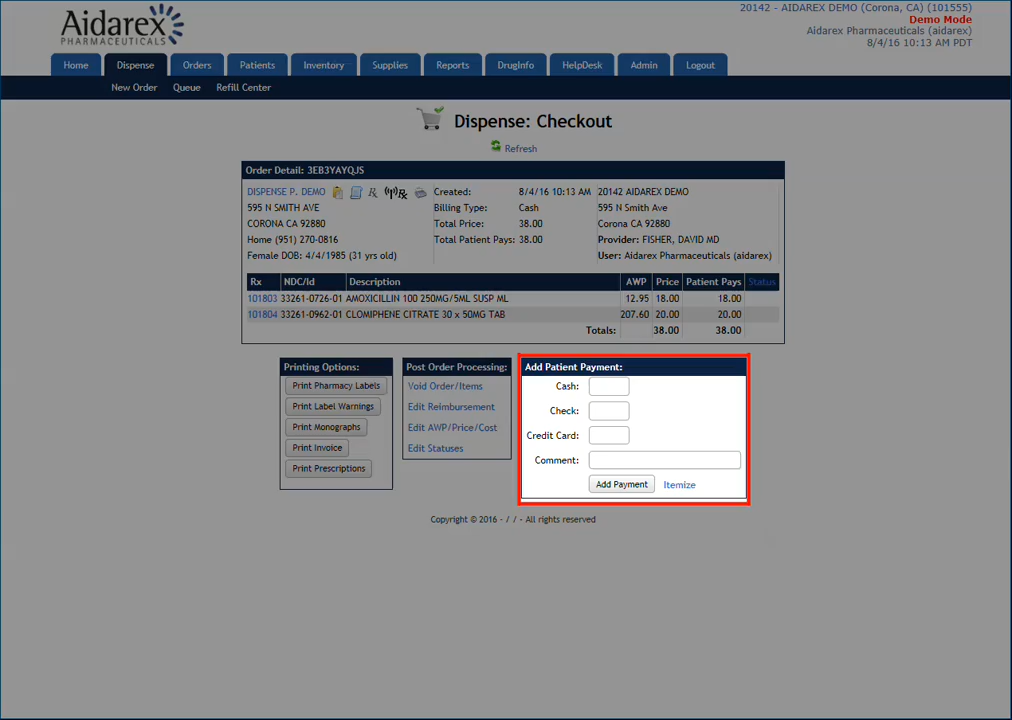 Aidarex
PHARMACEUTICALS
20142 - AIDAREX DEMO (Corona, CA) (101555)
Demo Mode
Aidarex Pharmaceuticals (aidarex)
8/4/16 10:13 AM PDT
Home Dispense Orders Patients Inventory Supplies Reports DrugInfo HelpDesk Admin Logout
New Order Queue Refill Center
Dispense: Checkout
Refresh
Order Detail: 3EB3YAYQJ5
DISPENSE P. DEMO Created: 8/4/16 10:13 AM 20142 AIDAREX DEMO
595 N SMITH AVE Billing Type: Cash 595 N Smith Ave
CORONA CA 92880 Total Price: 38.00 Corona CA 92880
Home (951) 270-0816 Total Patient Pays: 38.00 Provider: FISHER, DAVID MD
Female DOB: 4/4/1985 (31 yrs old) User: Aidarex Pharmaceuticals (aidarex)
Rx NDC/Id Description AWP Price Patient Pays Status
101803 33261-0726-01 AMOXICILLIN 100 250MG/5ML SUSP ML 12.95 18.00 18.00
101804 33261-0962-01 CLOMIPHENE CITRATE 30 x 50MG TAB 207.60 20.00 20.00
Totals: 38.00 38.00
Printing Options:
Print Pharmacy Labels
Print Label Warnings
Print Monographs
Print Invoice
Print Prescriptions
Post Order Processing:
Void Order/Items
Edit Reimbursement
Edit AWP/Price/Cost
Edit Statuses
Add Patient Payment:
Cash:
Check:
Credit Card:
Comment:
Add Payment Itemize
Copyright © 2016 - / / - All rights reserved